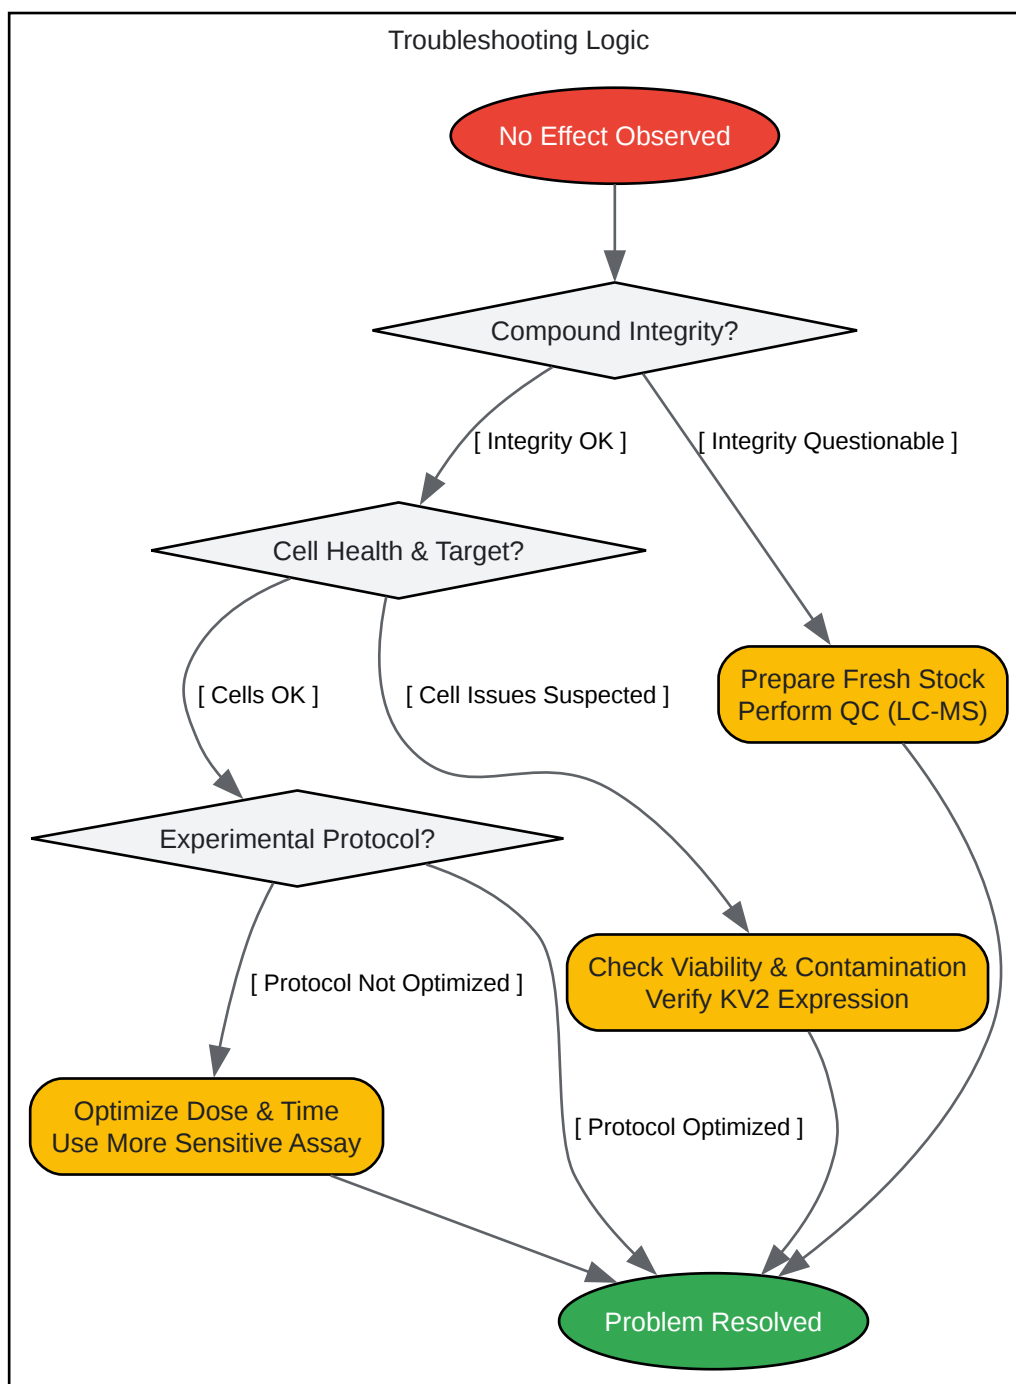 Troubleshooting Logic
No Effect Observed
Compound Integrity?
[ Integrity OK ]
[ Integrity Questionable ]
Cell Health & Target?
[ Cells OK ]
[ Cell Issues Suspected ]
Prepare Fresh Stock
Perform QC (LC-MS)
Experimental Protocol?
[ Protocol Not Optimized ]
Check Viability & Contamination
Verify KV2 Expression
Optimize Dose & Time
Use More Sensitive Assay
[ Protocol Optimized ]
Problem Resolved